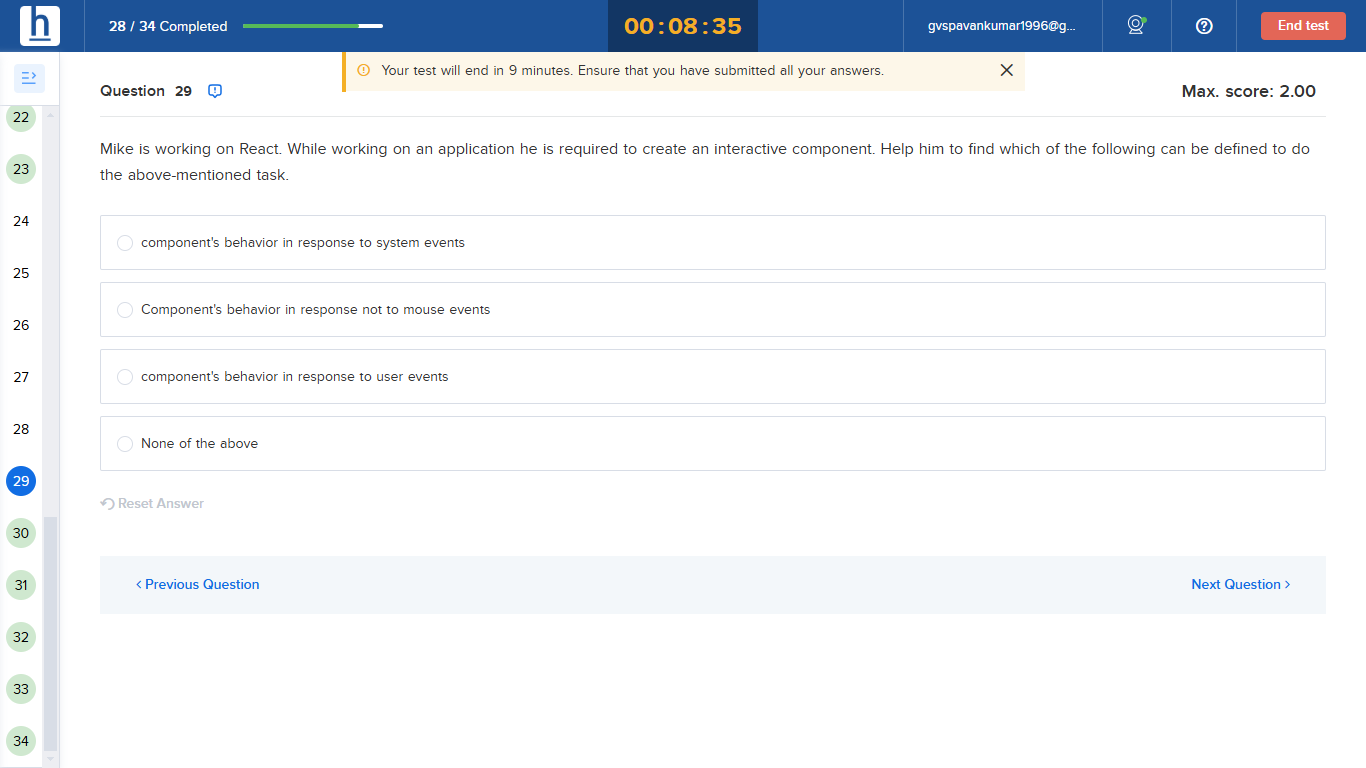 h
28 / 34 Completed
00:08:35
gvspavankumar1996@g...
End test
Your test will end in 9 minutes. Ensure that you have submitted all your answers.
Question 29
Max. score: 2.00
Mike is working on React. While working on an application he is required to create an interactive component. Help him to find which of the following can be defined to do
the above-mentioned task.
component's behavior in response to system events
Component's behavior in response not to mouse events
component's behavior in response to user events
None of the above
Reset Answer
< Previous Question
Next Question >
22
23
24
25
26
27
28
29
30
31
32
33
34